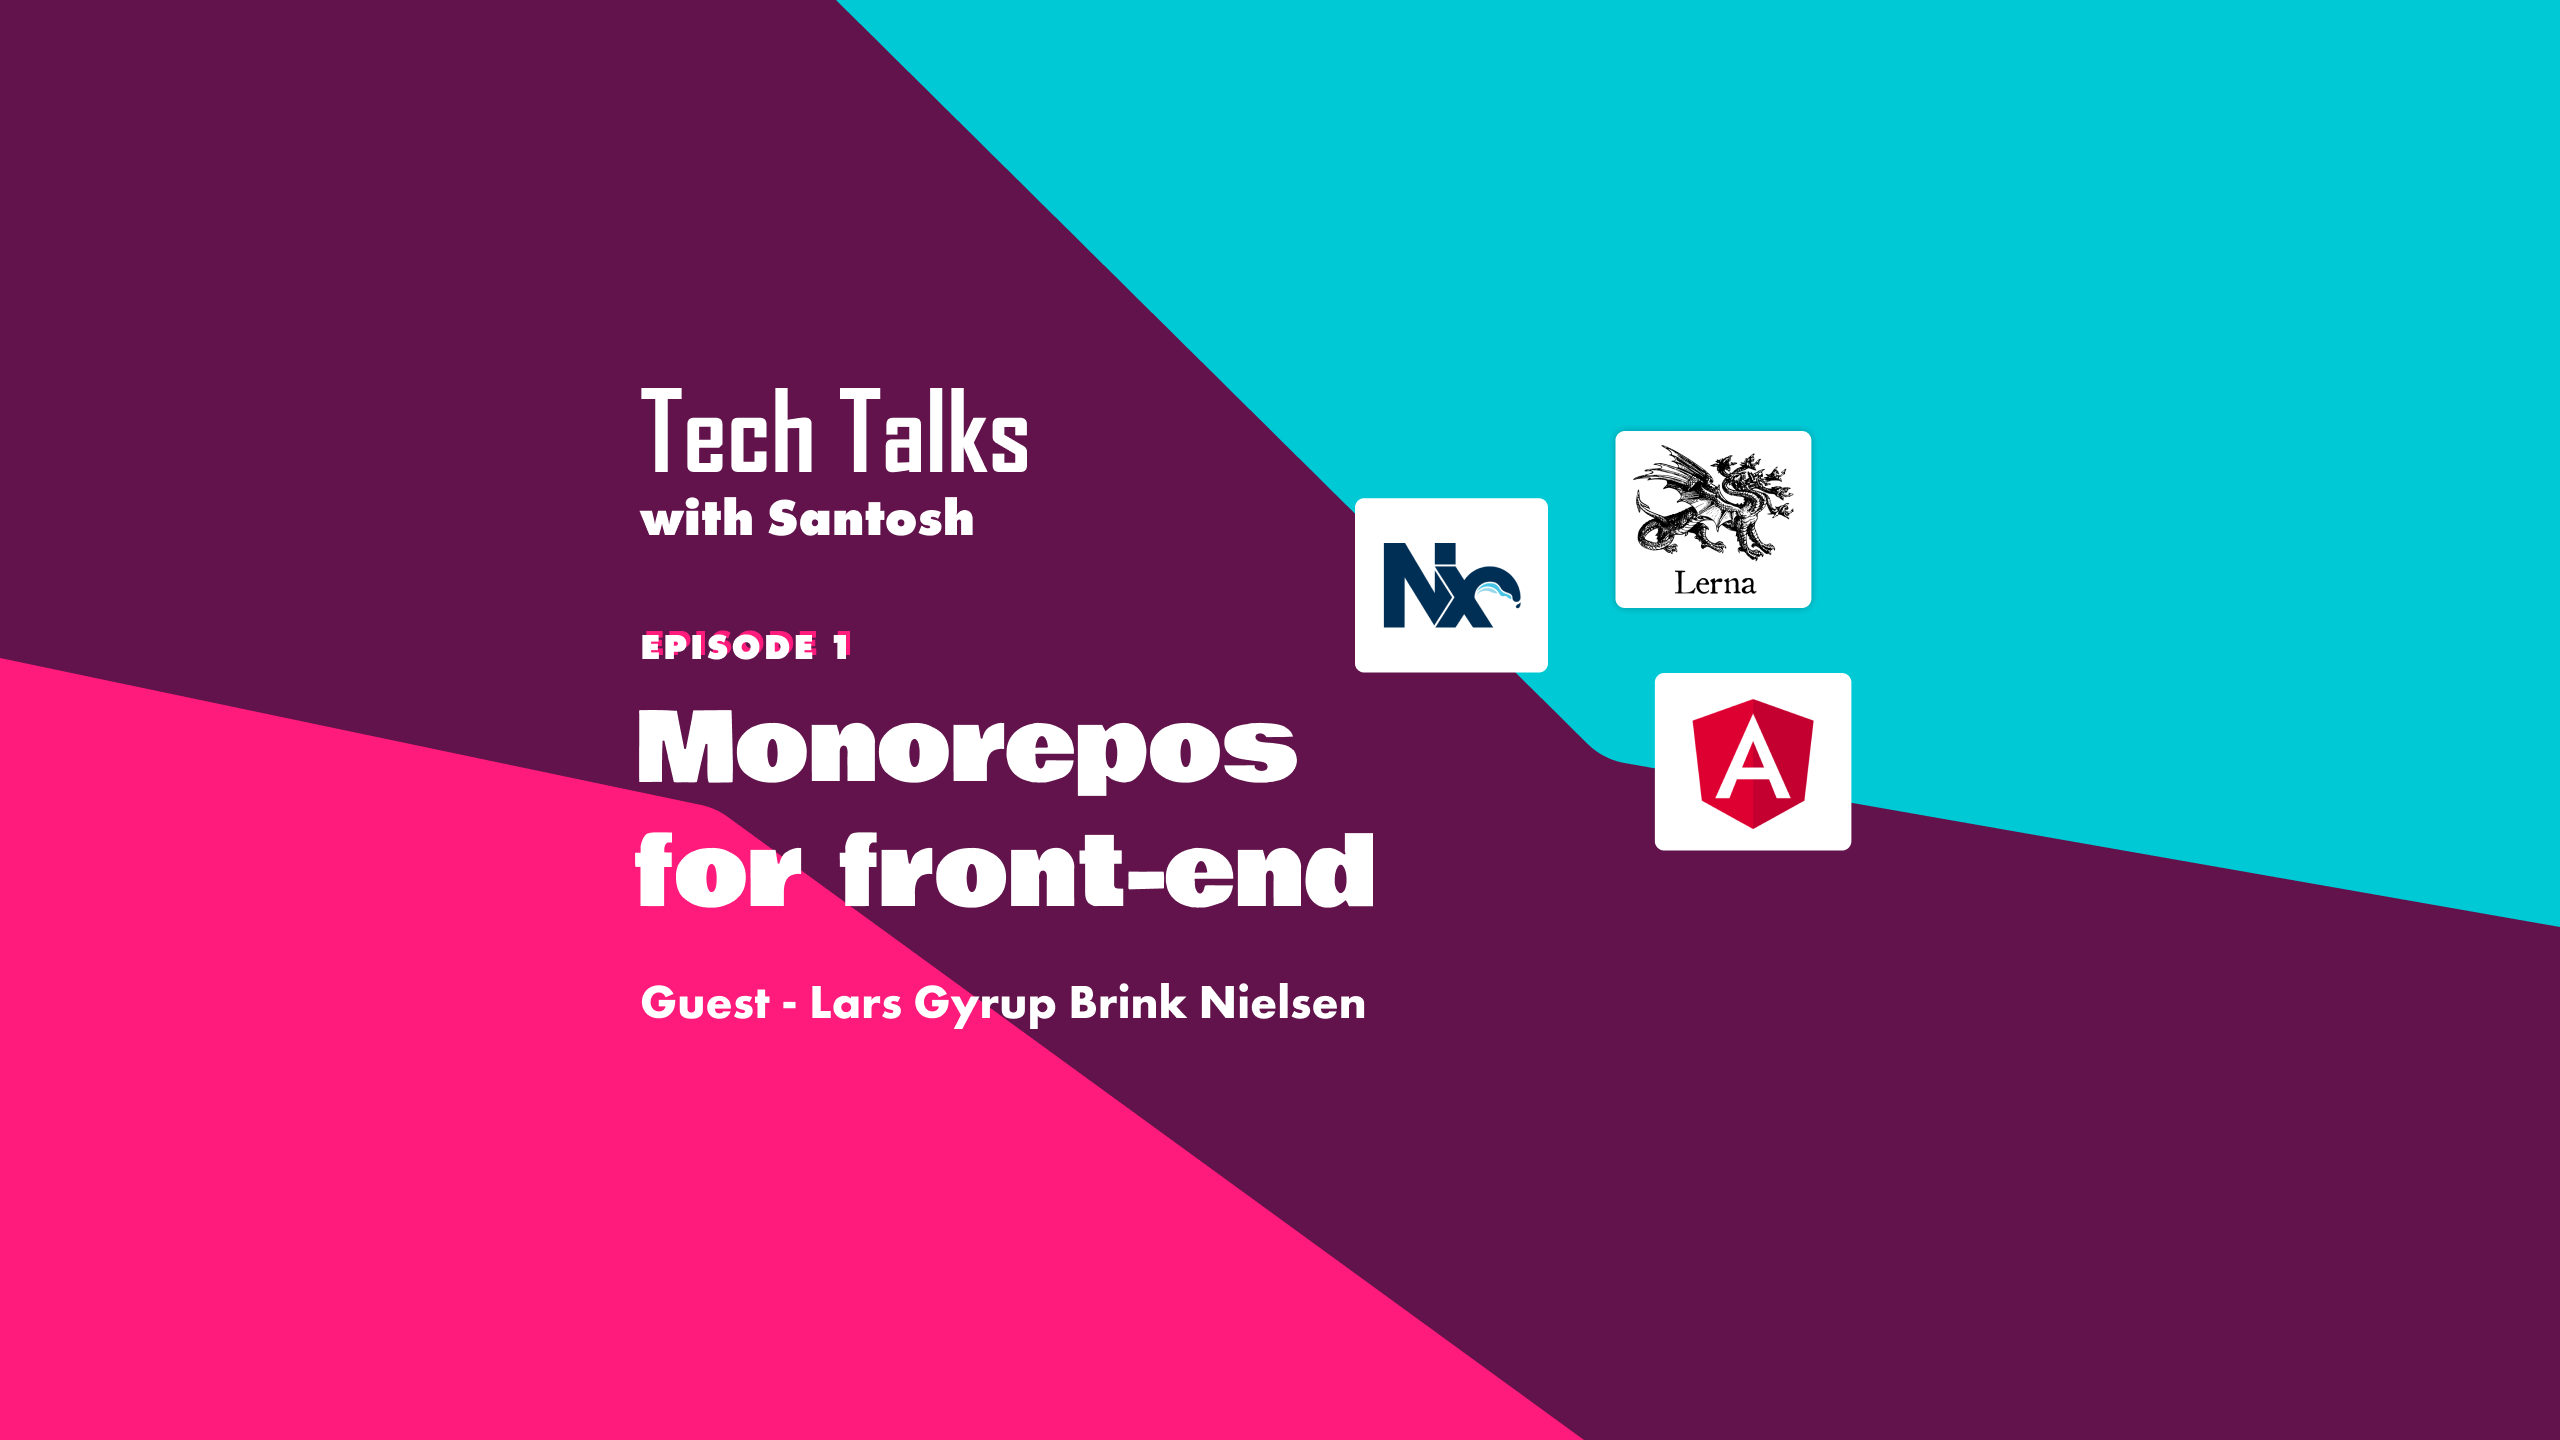 Tech Talks
with Santosh
EPISODE 1
Monorepos
for front-end
Guest - Lars Gyrup Brink Nielsen
Nx
Lerna
A